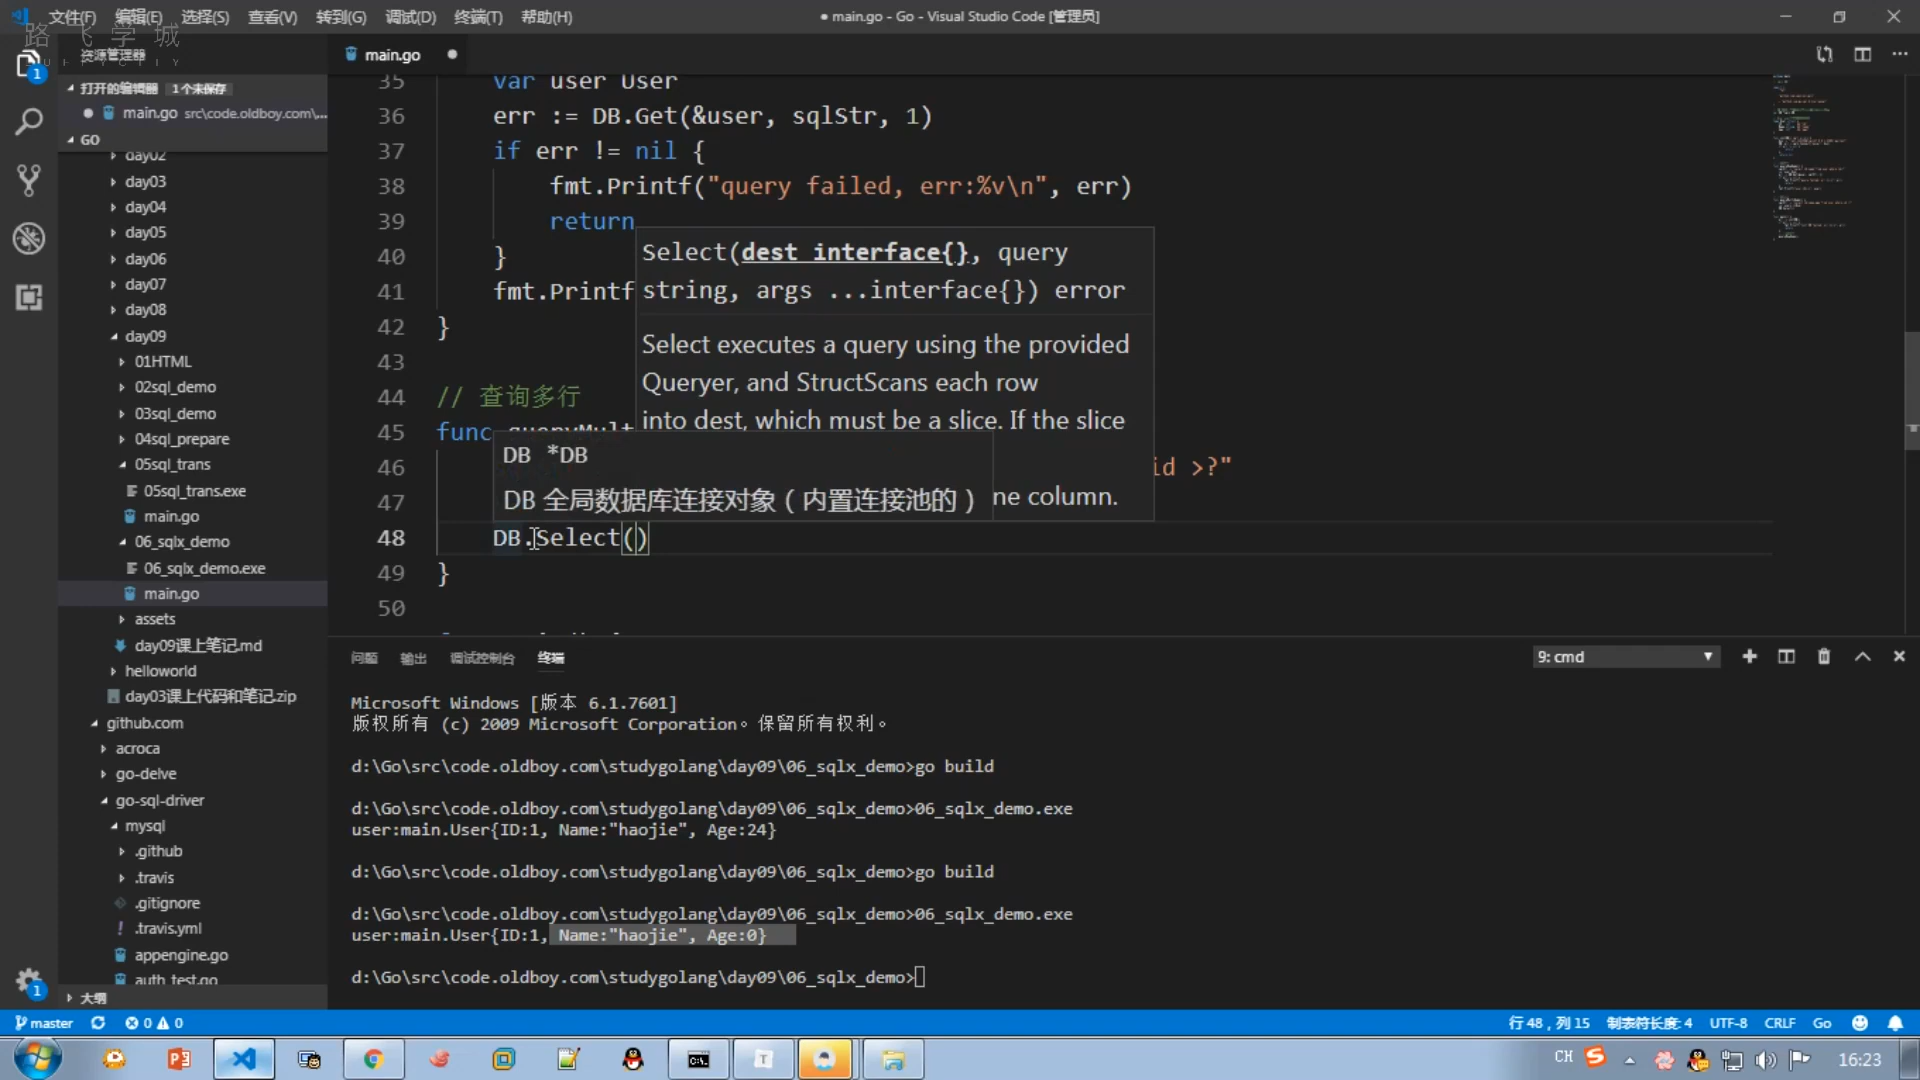 文件(F) 编辑(E) 选择(S) 查看(V) 转到(G) 调试(D) 终端(T) 帮助(H)
● main.go - Go - Visual Studio Code [管理员]
路飞学城
资源管理器
1
打开的编辑器 1个未保存
● main.go src\code.oldboy.com\...
GO
day02
day03
day04
day05
day06
day07
day08
day09
01HTML
02sql_demo
03sql_demo
04sql_prepare
05sql_trans
05sql_trans.exe
main.go
06_sqlx_demo
06_sqlx_demo.exe
main.go
assets
day09课上笔记.md
helloworld
day03课上代码和笔记.zip
github.com
acroca
go-delve
go-sql-driver
mysql
.github
.travis
.gitignore
.travis.yml
appengine.go
auth_test.go
大纲
1
main.go ●
35 var user User
36 err := DB.Get(&user, sqlStr, 1)
37 if err != nil {
38 fmt.Printf("query failed, err:%v\n", err)
39 return
40 }
41 fmt.Printf
42 }
43
44 // 查询多行
45 func queryMult
46 id >?"
47
48 DB.Select()
49 }
50
Select(dest interface{}, query
string, args ...interface{}) error
Select executes a query using the provided
Queryer, and StructScans each row
into dest, which must be a slice. If the slice
ne column.
DB *DB
DB 全局数据库连接对象（内置连接池的）
问题 输出 调试控制台 终端
9: cmd
Microsoft Windows [版本 6.1.7601]
版权所有 (c) 2009 Microsoft Corporation。保留所有权利。
d:\Go\src\code.oldboy.com\studygolang\day09\06_sqlx_demo>go build
d:\Go\src\code.oldboy.com\studygolang\day09\06_sqlx_demo>06_sqlx_demo.exe
user:main.User{ID:1, Name:"haojie", Age:24}
d:\Go\src\code.oldboy.com\studygolang\day09\06_sqlx_demo>go build
d:\Go\src\code.oldboy.com\studygolang\day09\06_sqlx_demo>06_sqlx_demo.exe
user:main.User{ID:1, Name:"haojie", Age:0}
d:\Go\src\code.oldboy.com\studygolang\day09\06_sqlx_demo>
master 0 0
行 48，列 15 制表符长度: 4 UTF-8 CRLF Go
CH 16:23